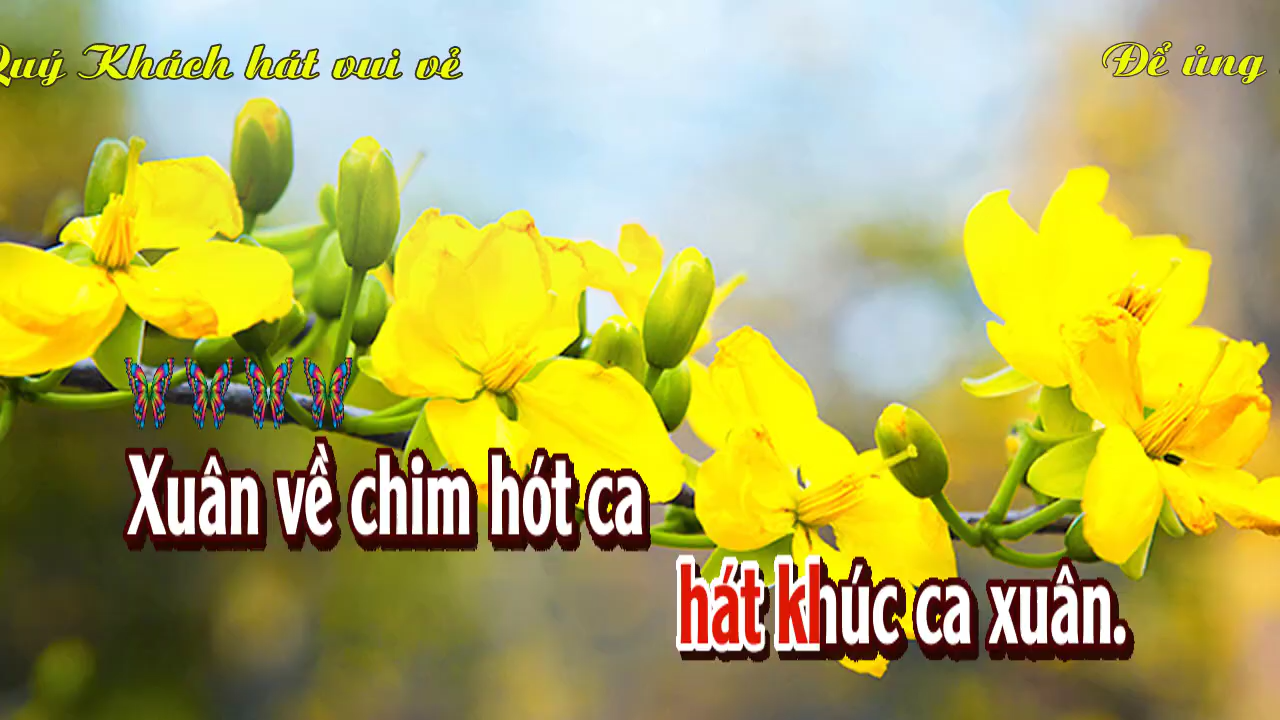 Quý Khách hát vui vẻ
Để ủng
Xuân về chim hót ca
hát khúc ca xuân.